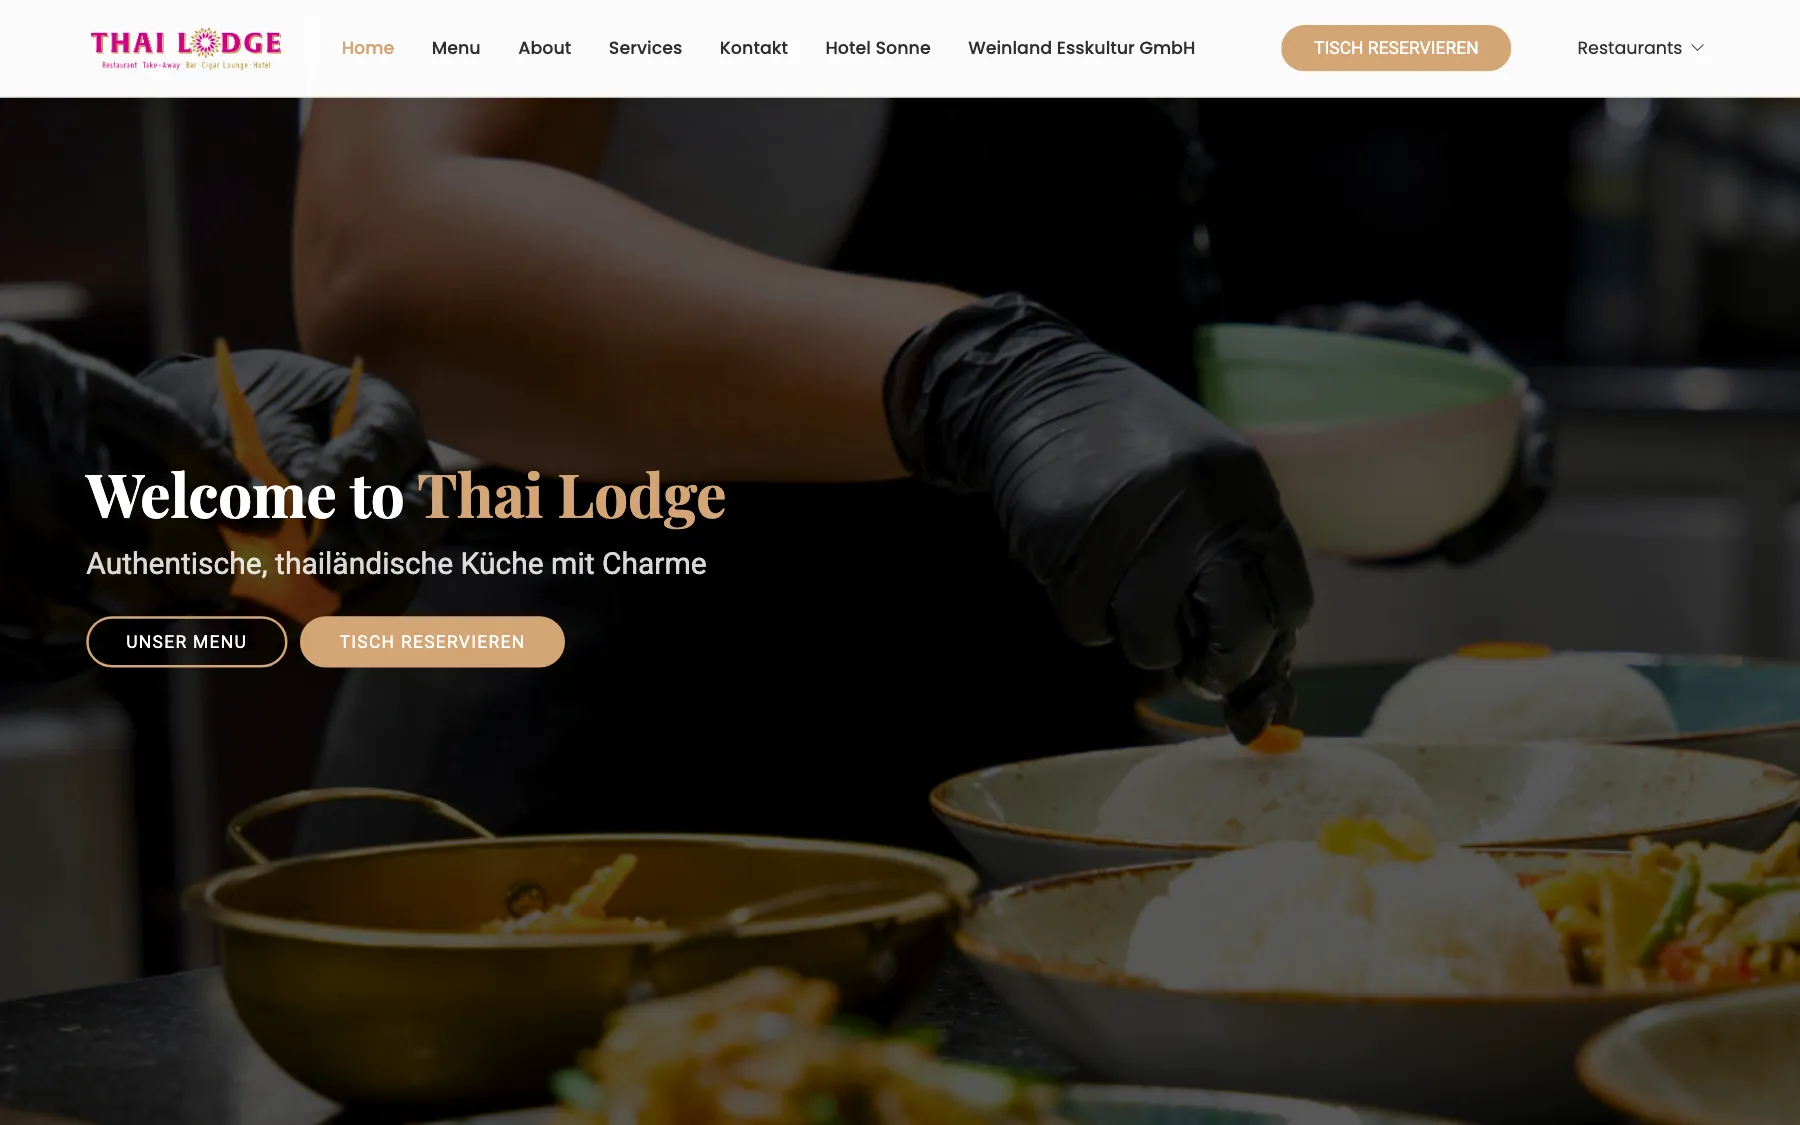 THAI LODGE
Restaurant Take-Away Bar-Cigar Lounge-Hotel
Home
Menu
About
Services
Kontakt
Hotel Sonne
Weinland Esskultur GmbH
TISCH RESERVIEREN
Restaurants
Welcome to Thai Lodge
Authentische, thailändische Küche mit Charme
UNSER MENU
TISCH RESERVIEREN